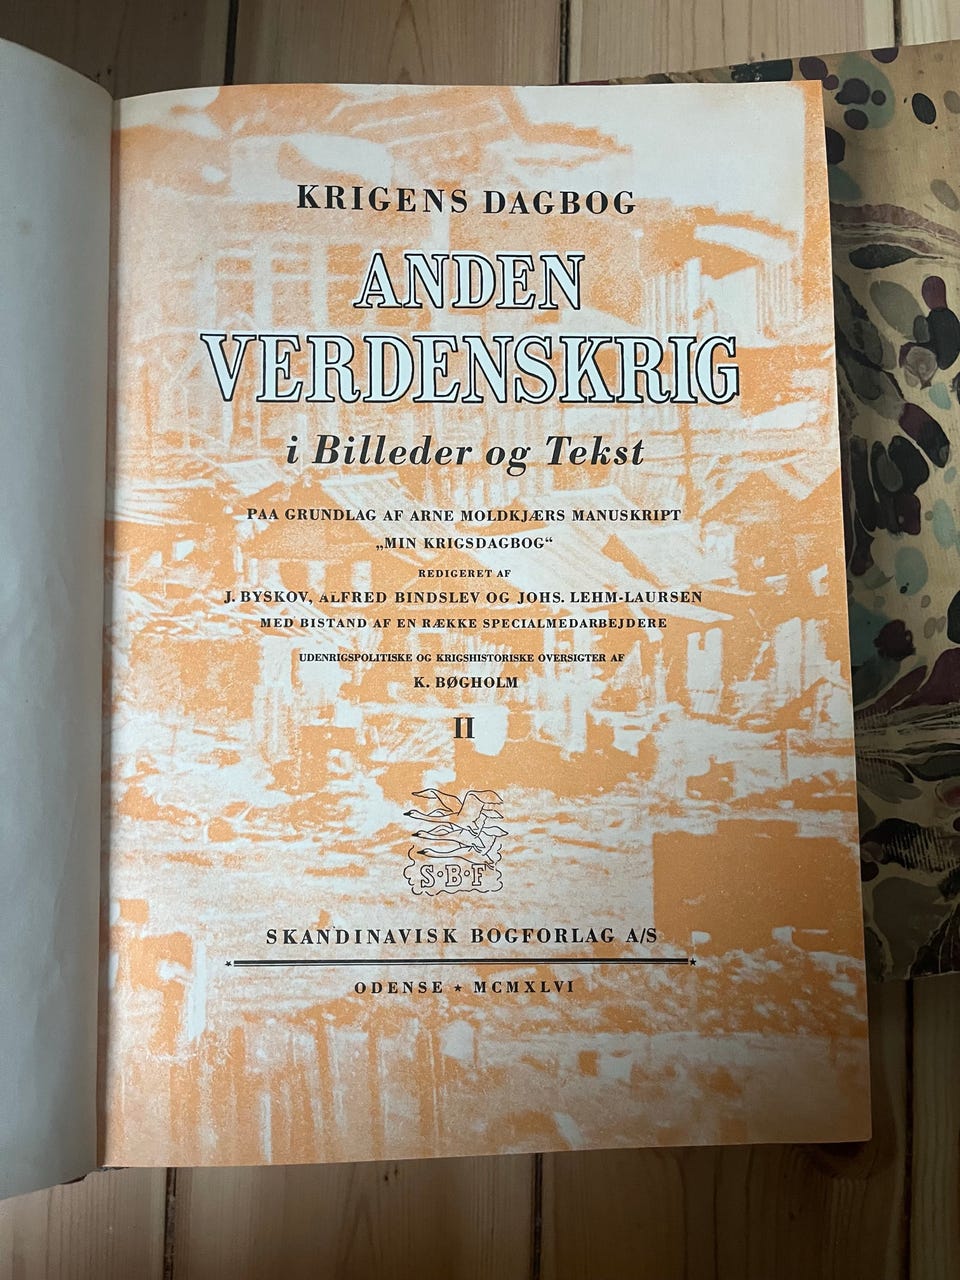 KRIGENS DAGBOG
ANDEN
VERDENSKRIG
i Billeder og Tekst
PAA GRUNDLAG AF ARNE MOLDKJÆRS MANUSKRIPT
„MIN KRIGSDAGBOG“
REDIGERET AF
J. BYSKOV, ALFRED BINDSLEV OG JOHS. LEHM-LAURSEN
MED BISTAND AF EN RÆKKE SPECIALMEDARBEJDERE
UDENRIGSPOLITISKE OG KRIGSHISTORISKE OVERSIGTER AF
K. BØGHOLM
II
S·B·F
SKANDINAVISK BOGFORLAG A/S
ODENSE ★ MCMXLVI